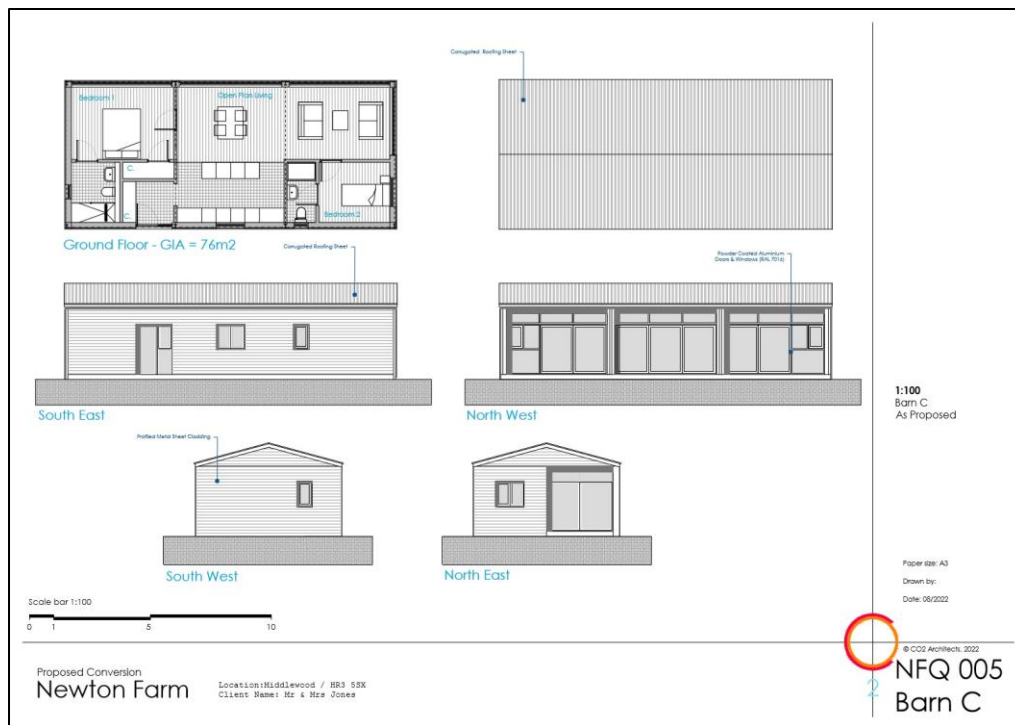 Corrugated Roofing Sheet
Bedroom 1
Open Plan Living
C.
C.
Bedroom 2
Ground Floor - GIA = 76m2
Corrugated Roofing Sheet
Powder Coated Aluminium
Doors & Windows (RAL 7016)
South East
North West
1:100
Barn C
As Proposed
Profiled Metal Sheet Cladding
South West
North East
Paper size: A3
Drawn by:
Date: 08/2022
Scale bar 1:100
0 1 5 10
© CO2 Architects, 2022
Proposed Conversion
Newton Farm
Location:Middlewood / HR3 5SX
Client Name: Mr & Mrs Jones
2
NFQ 005
Barn C